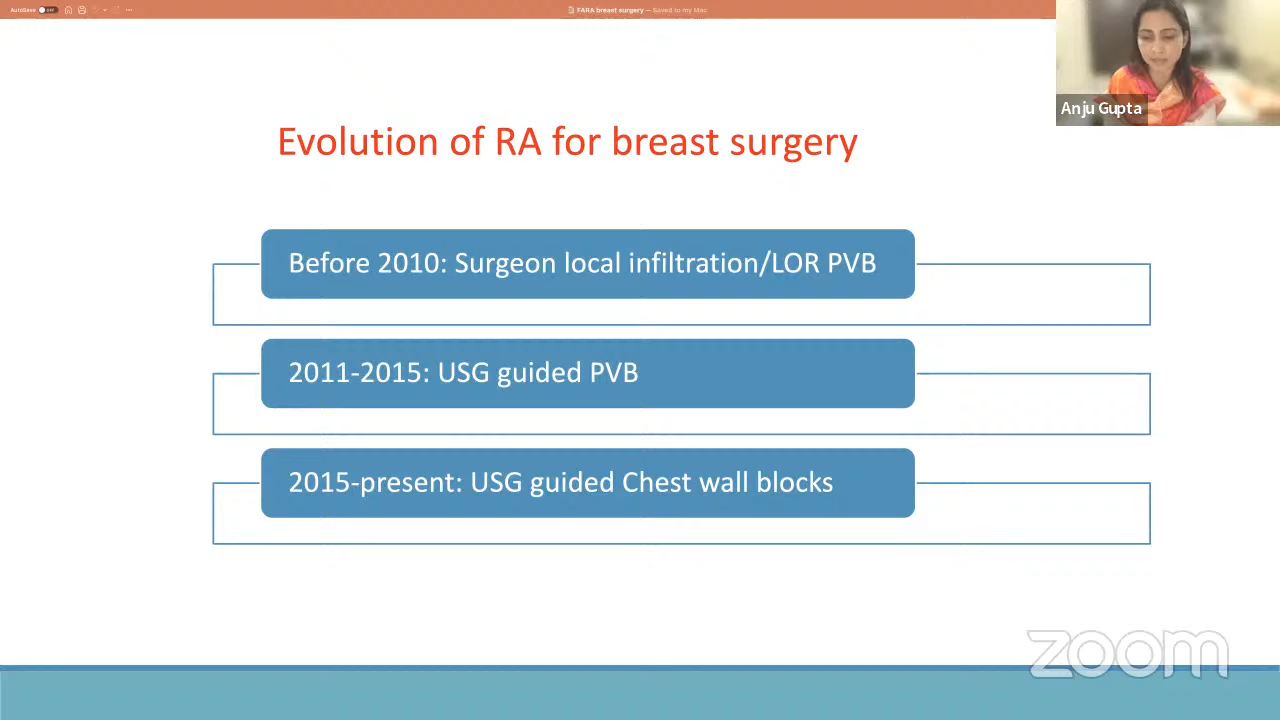 AutoSave OFF
FARA breast surgery — Saved to my Mac
Anju Gupta
Evolution of RA for breast surgery
Before 2010: Surgeon local infiltration/LOR PVB
2011-2015: USG guided PVB
2015-present: USG guided Chest wall blocks
zoom